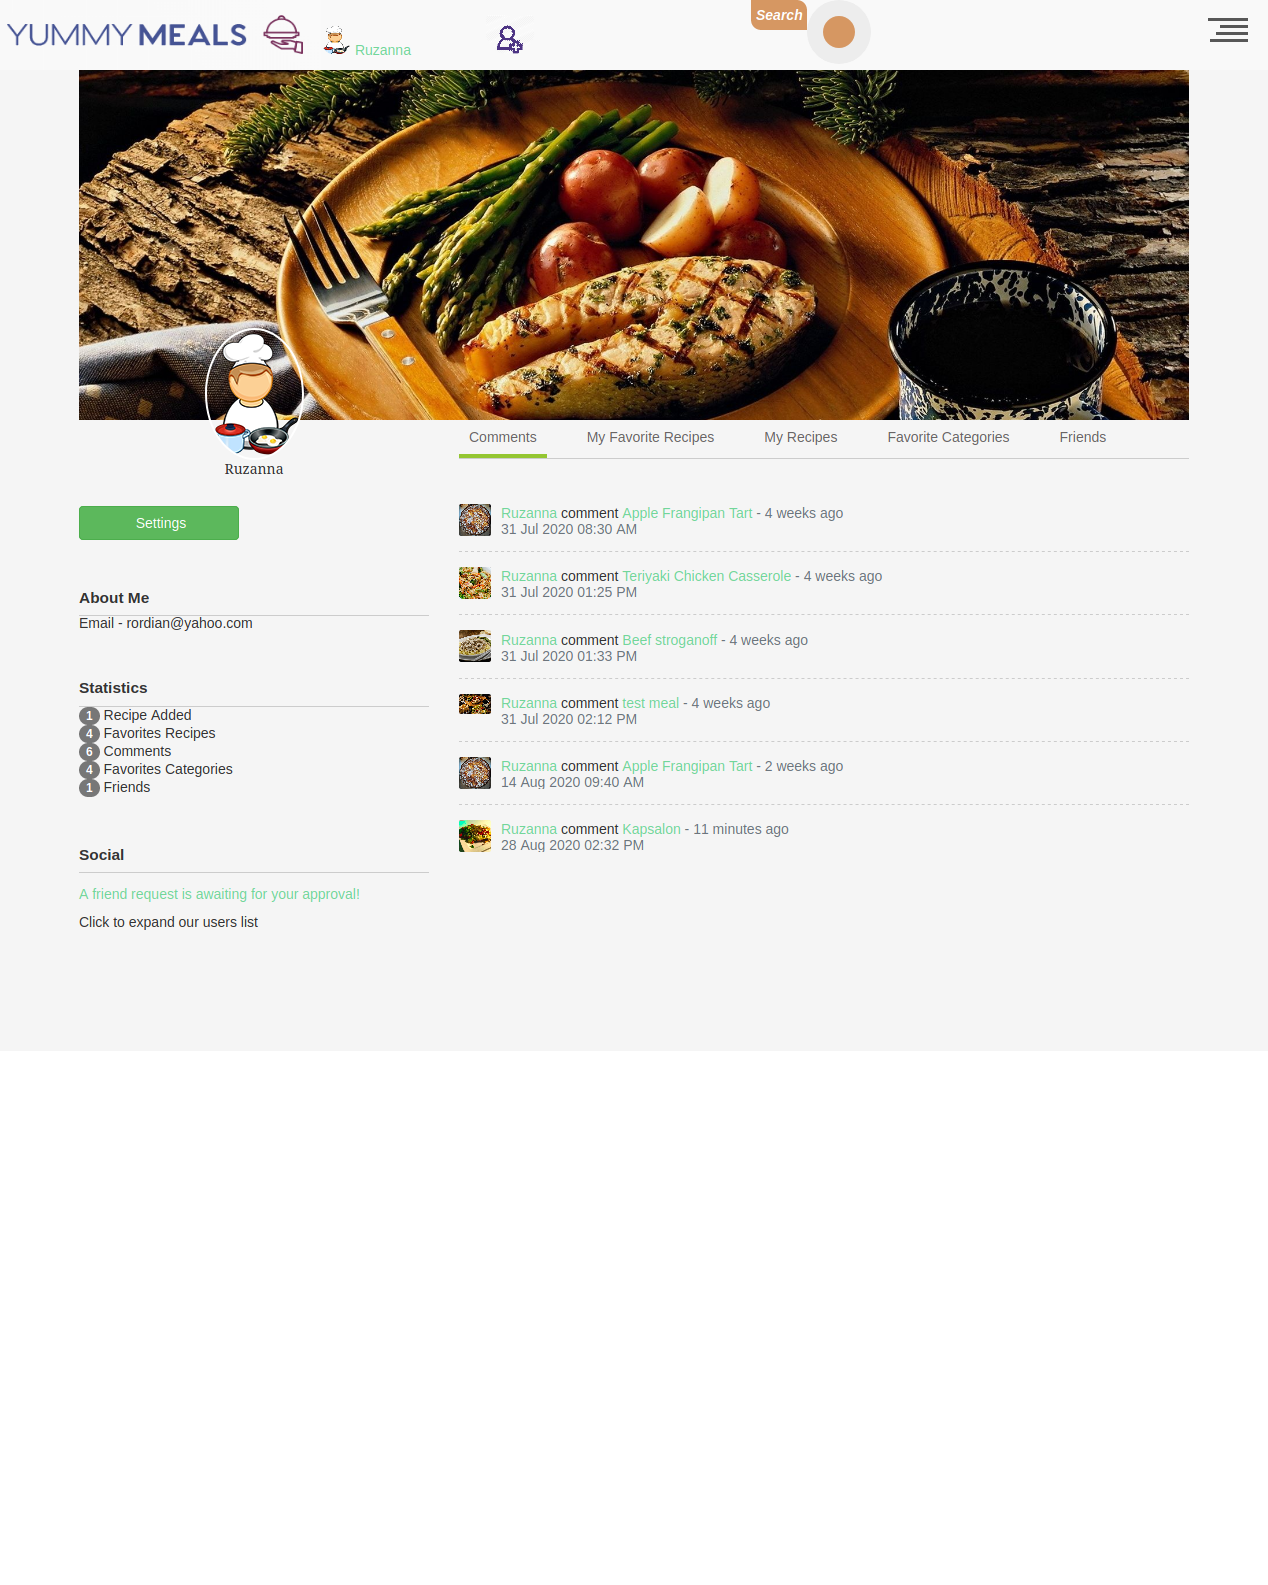 YUMMY MEALS
Ruzanna
Search
Comments
My Favorite Recipes
My Recipes
Favorite Categories
Friends
Ruzanna
Settings
About Me
Email - rordian@yahoo.com
Statistics
1 Recipe Added
4 Favorites Recipes
6 Comments
4 Favorites Categories
1 Friends
Social
A friend request is awaiting for your approval!
Click to expand our users list
Ruzanna comment Apple Frangipan Tart - 4 weeks ago
31 Jul 2020 08:30 AM
Ruzanna comment Teriyaki Chicken Casserole - 4 weeks ago
31 Jul 2020 01:25 PM
Ruzanna comment Beef stroganoff - 4 weeks ago
31 Jul 2020 01:33 PM
Ruzanna comment test meal - 4 weeks ago
31 Jul 2020 02:12 PM
Ruzanna comment Apple Frangipan Tart - 2 weeks ago
14 Aug 2020 09:40 AM
Ruzanna comment Kapsalon - 11 minutes ago
28 Aug 2020 02:32 PM